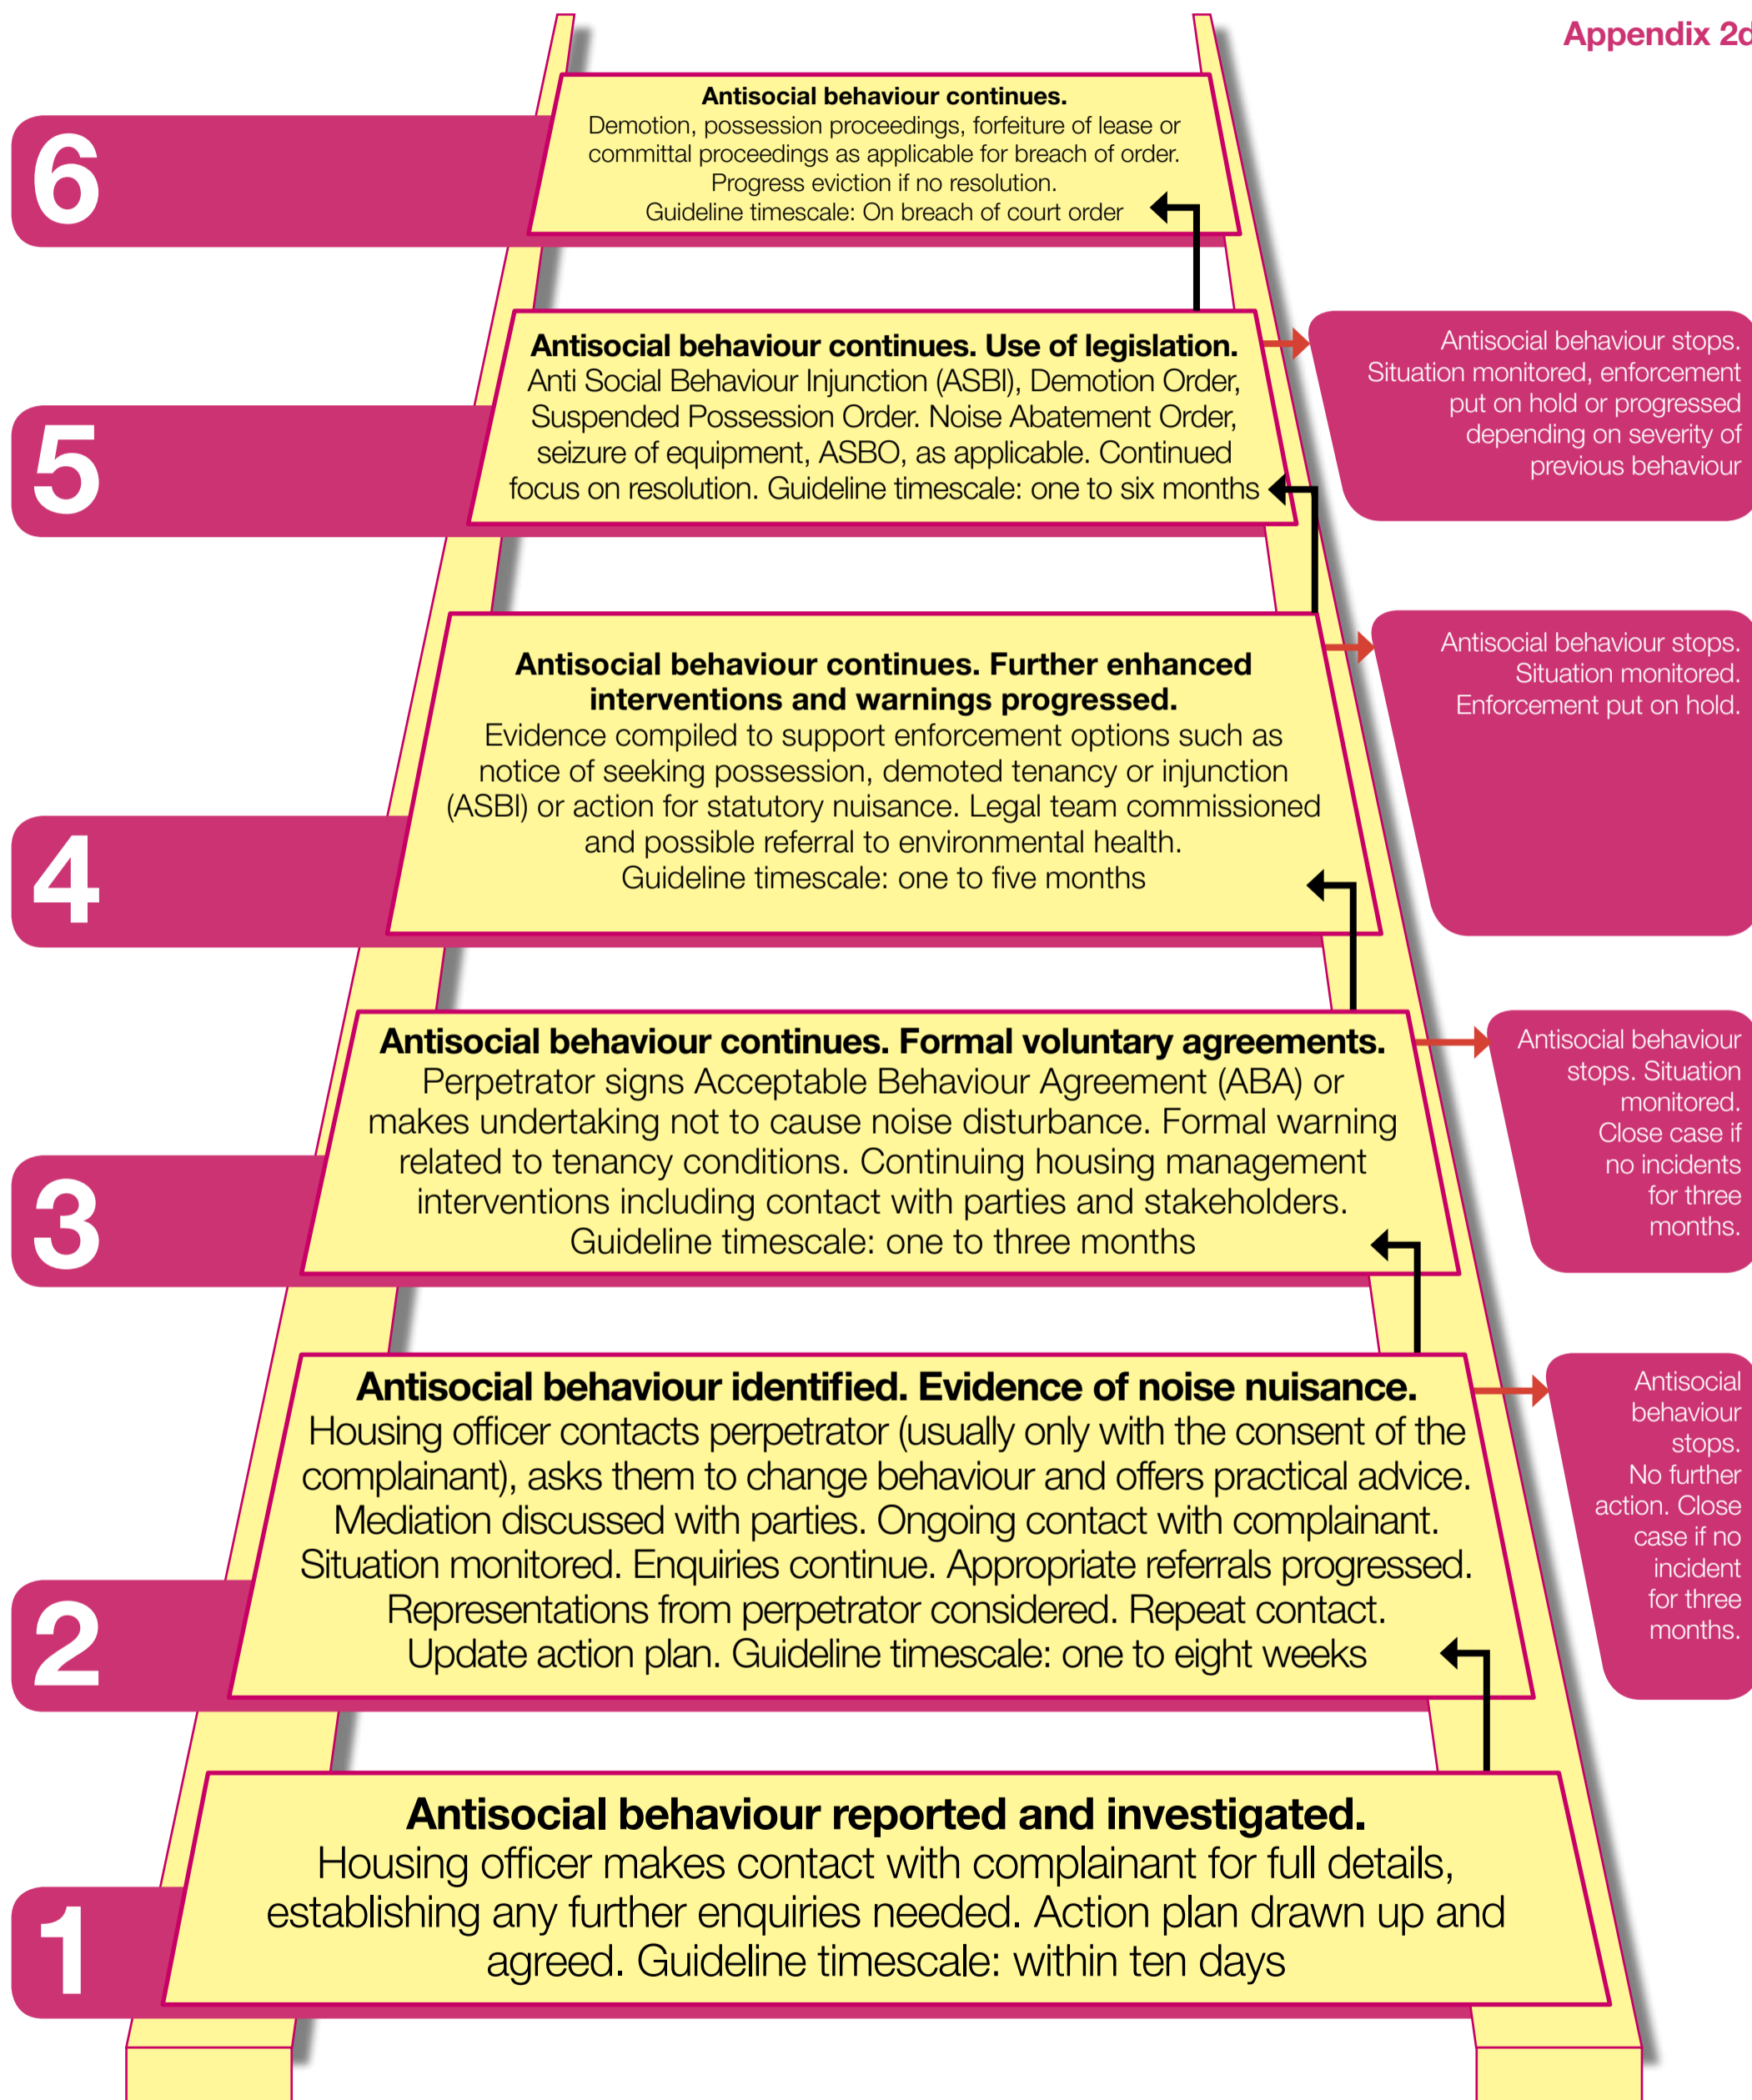 Appendix 2d
6
Antisocial behaviour continues.
Demotion, possession proceedings, forfeiture of lease or
committal proceedings as applicable for breach of order.
Progress eviction if no resolution.
Guideline timescale: On breach of court order
5
Antisocial behaviour continues. Use of legislation.
Anti Social Behaviour Injunction (ASBI), Demotion Order,
Suspended Possession Order. Noise Abatement Order,
seizure of equipment, ASBO, as applicable. Continued
focus on resolution. Guideline timescale: one to six months
Antisocial behaviour stops.
Situation monitored, enforcement
put on hold or progressed
depending on severity of
previous behaviour
4
Antisocial behaviour continues. Further enhanced
interventions and warnings progressed.
Evidence compiled to support enforcement options such as
notice of seeking possession, demoted tenancy or injunction
(ASBI) or action for statutory nuisance. Legal team commissioned
and possible referral to environmental health.
Guideline timescale: one to five months
Antisocial behaviour stops.
Situation monitored.
Enforcement put on hold.
3
Antisocial behaviour continues. Formal voluntary agreements.
Perpetrator signs Acceptable Behaviour Agreement (ABA) or
makes undertaking not to cause noise disturbance. Formal warning
related to tenancy conditions. Continuing housing management
interventions including contact with parties and stakeholders.
Guideline timescale: one to three months
Antisocial behaviour
stops. Situation
monitored.
Close case if
no incidents
for three
months.
2
Antisocial behaviour identified. Evidence of noise nuisance.
Housing officer contacts perpetrator (usually only with the consent of the
complainant), asks them to change behaviour and offers practical advice.
Mediation discussed with parties. Ongoing contact with complainant.
Situation monitored. Enquiries continue. Appropriate referrals progressed.
Representations from perpetrator considered. Repeat contact.
Update action plan. Guideline timescale: one to eight weeks
Antisocial
behaviour
stops.
No further
action. Close
case if no
incident
for three
months.
1
Antisocial behaviour reported and investigated.
Housing officer makes contact with complainant for full details,
establishing any further enquiries needed. Action plan drawn up and
agreed. Guideline timescale: within ten days